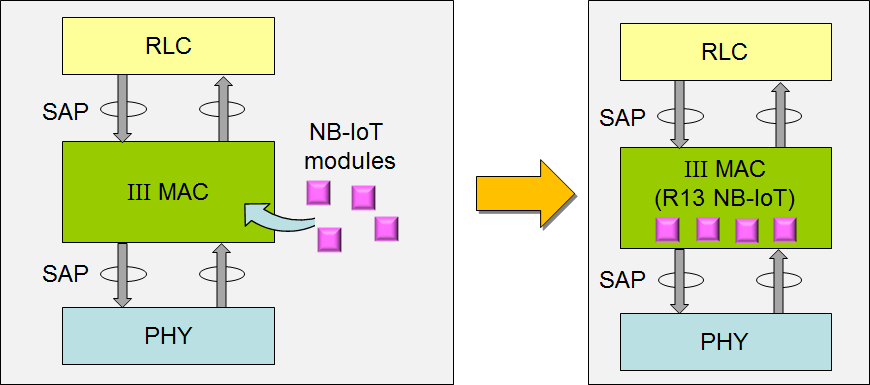 RLC
SAP
NB-IoT
modules
III MAC
SAP
PHY
RLC
SAP
III MAC
(R13 NB-IoT)
SAP
PHY